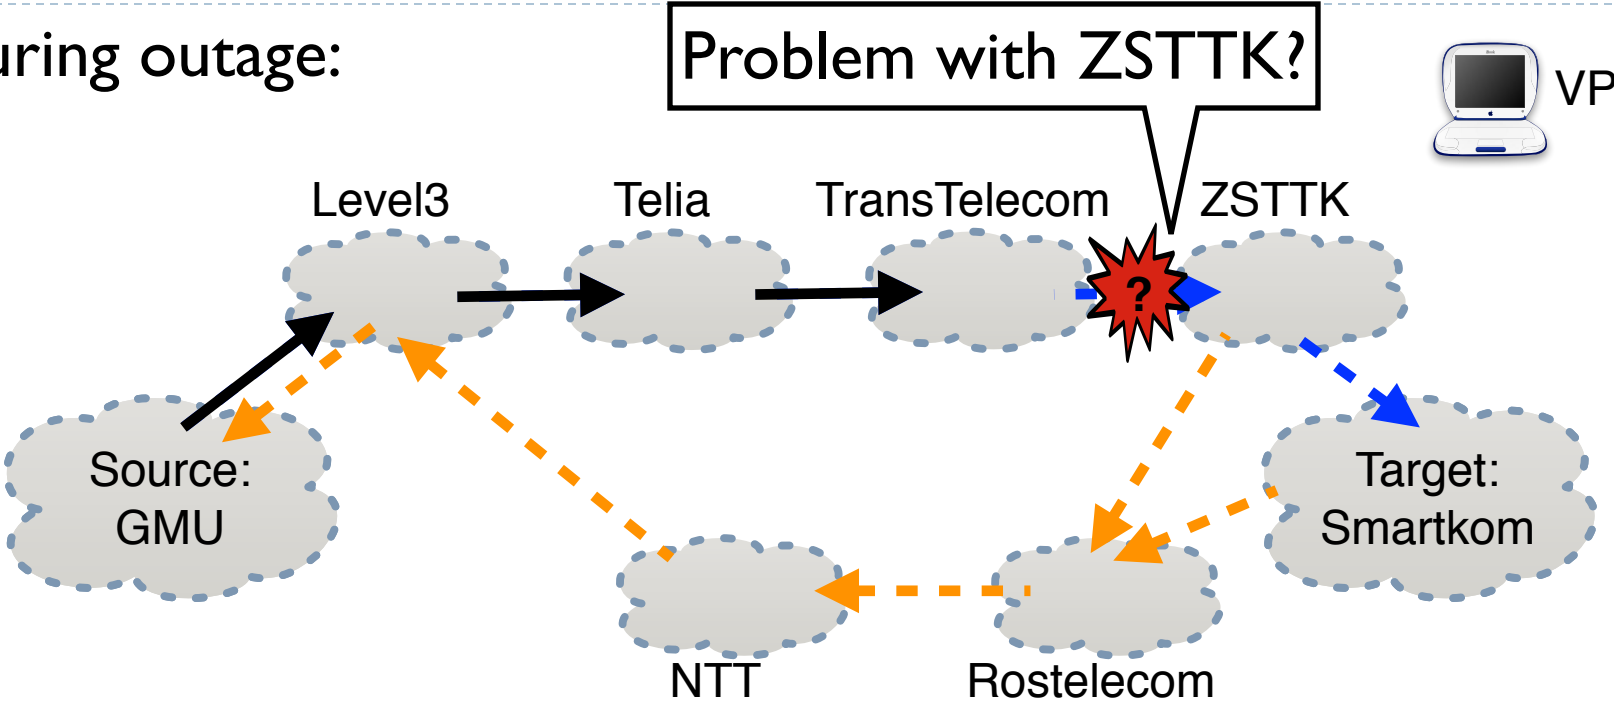 uring outage:
Problem with ZSTTK?
VP
Level3
Telia
TransTelecom
ZSTTK
?
Source:
GMU
Target:
Smartkom
NTT
Rostelecom